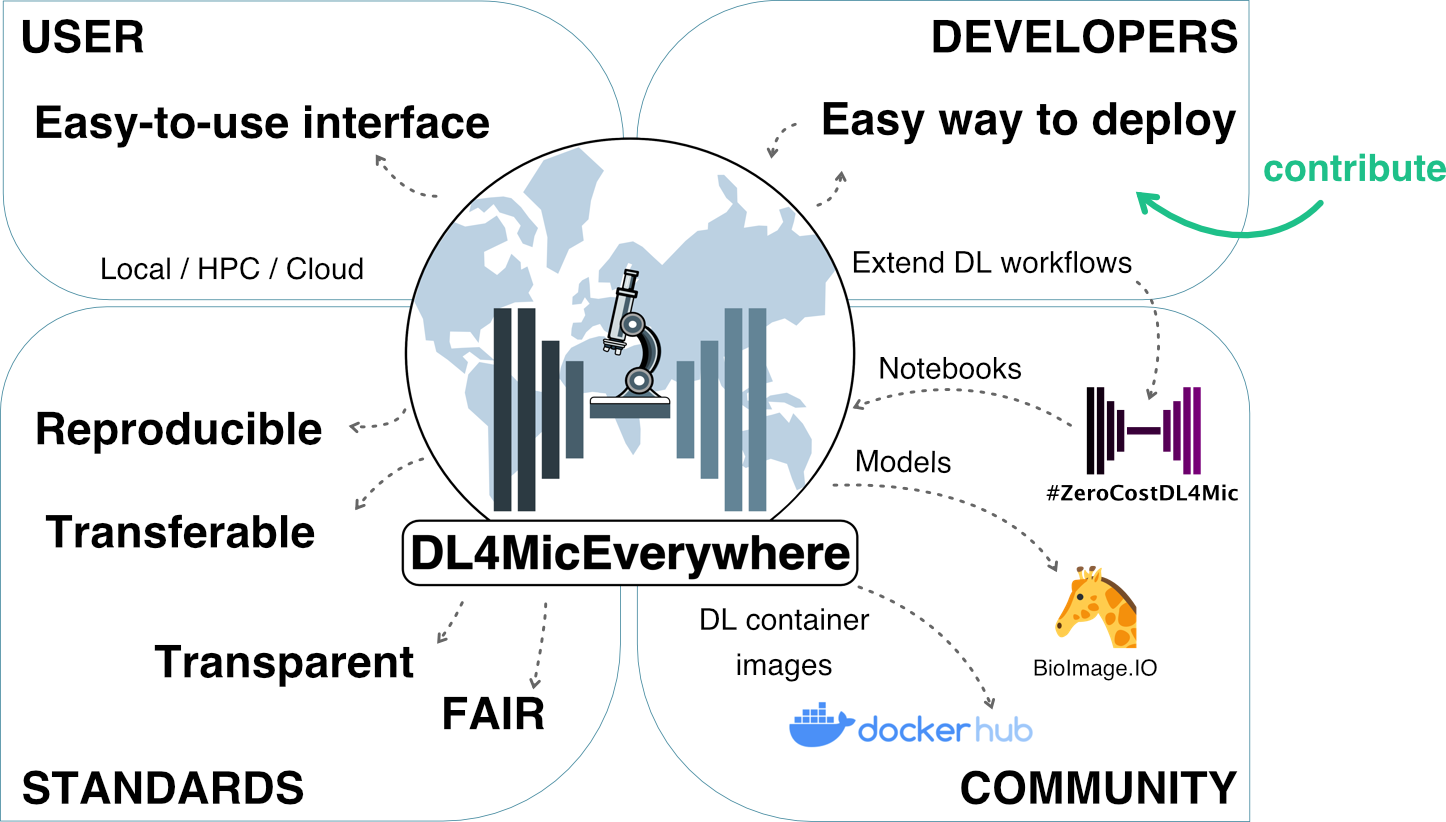 USER
DEVELOPERS
Easy-to-use interface
Easy way to deploy
contribute
Local / HPC / Cloud
Extend DL workflows
Notebooks
Reproducible
Models
#ZeroCostDL4Mic
Transferable
DL4MicEverywhere
DL container
images
BioImage.IO
Transparent
FAIR
docker hub
STANDARDS
COMMUNITY